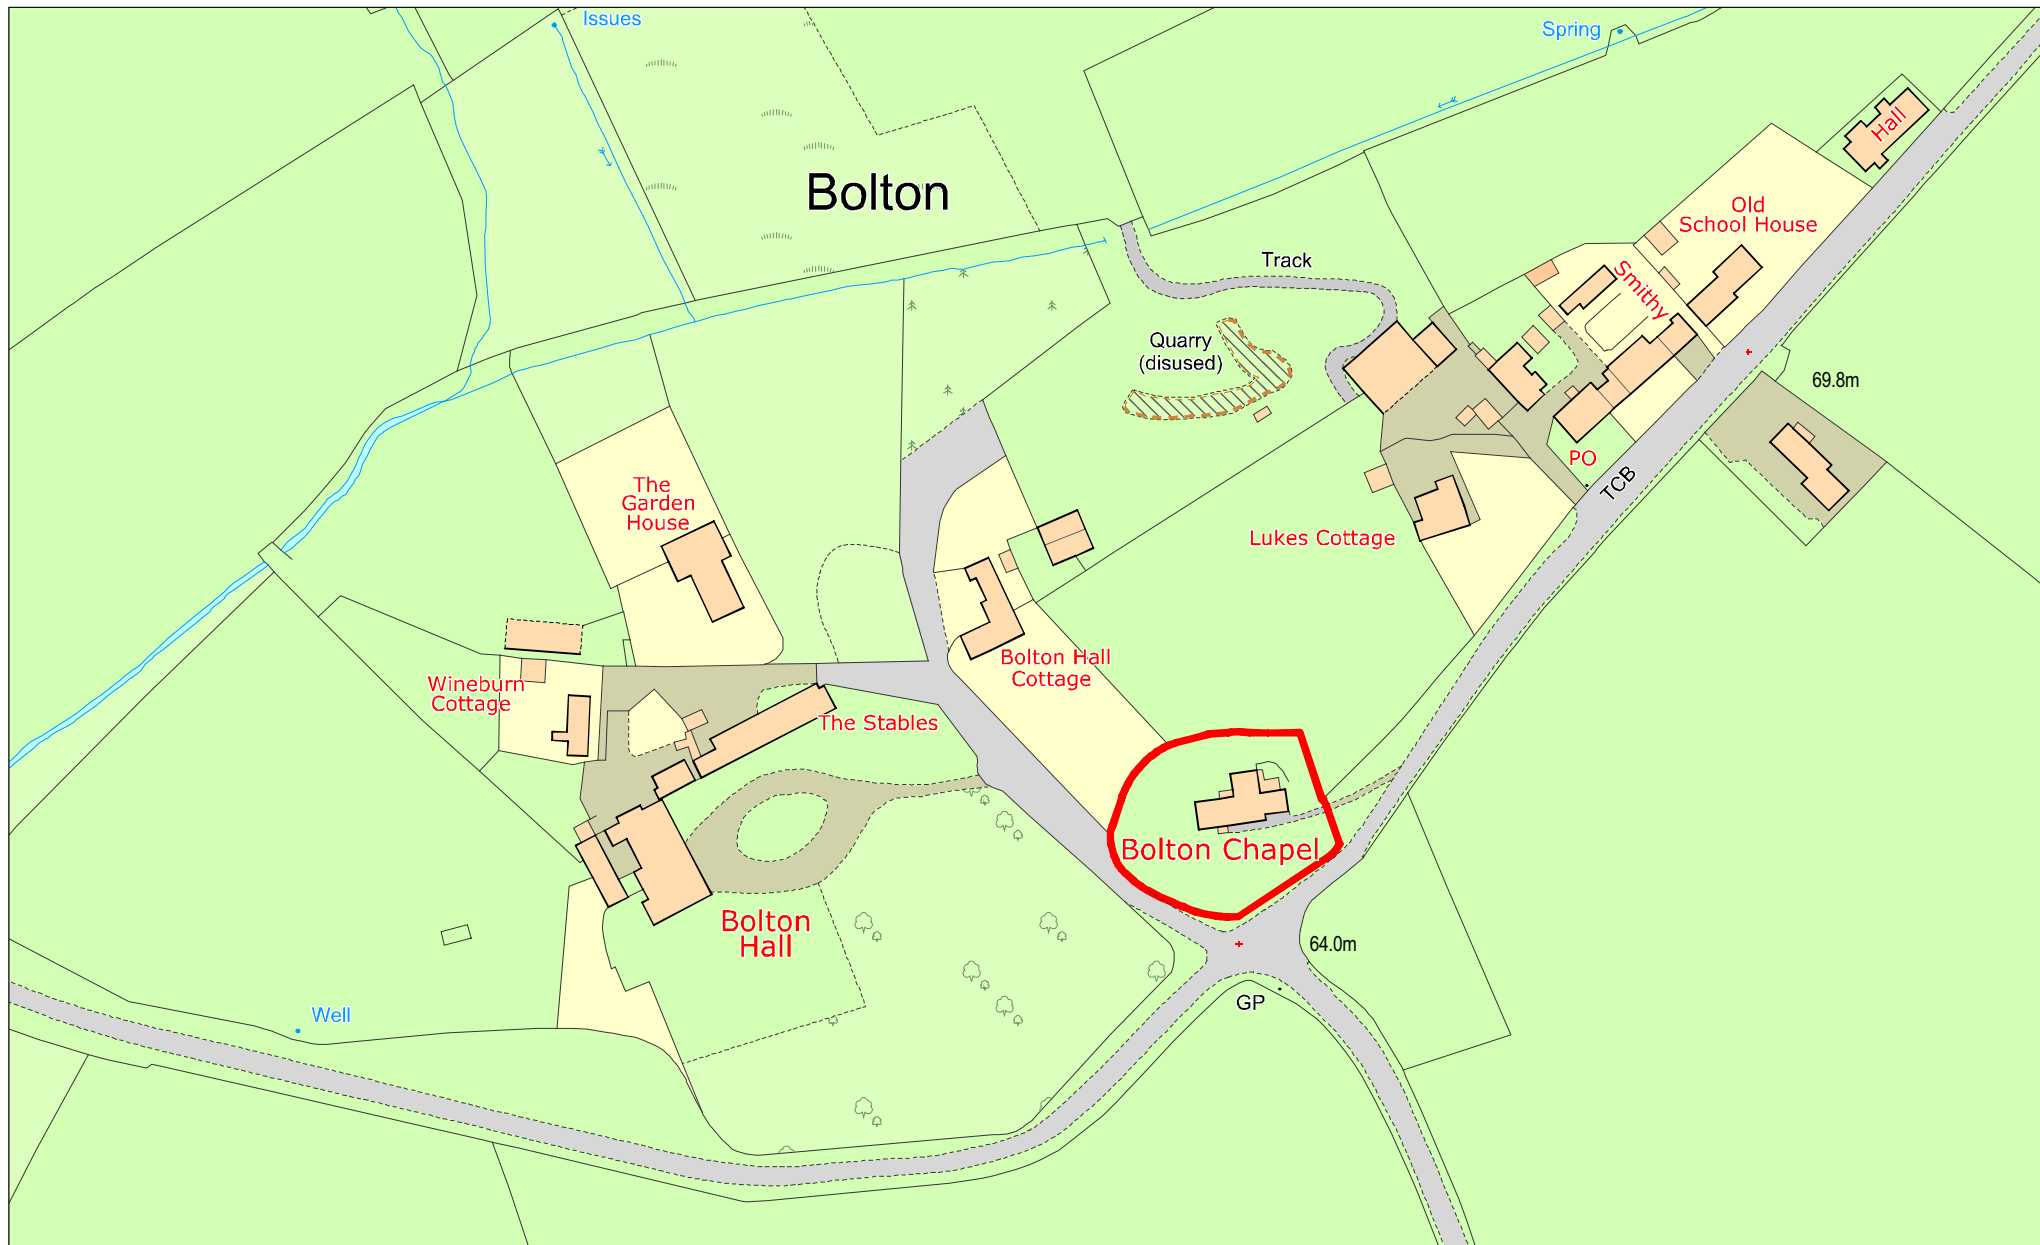 Issues
Spring
Hall
Bolton
Old
School House
Track
Smithy
Quarry
(disused)
69.8m
PO
TCB
The
Garden
House
Lukes Cottage
Bolton Hall
Cottage
Wineburn
Cottage
The Stables
Bolton Chapel
Bolton
Hall
64.0m
GP
Well